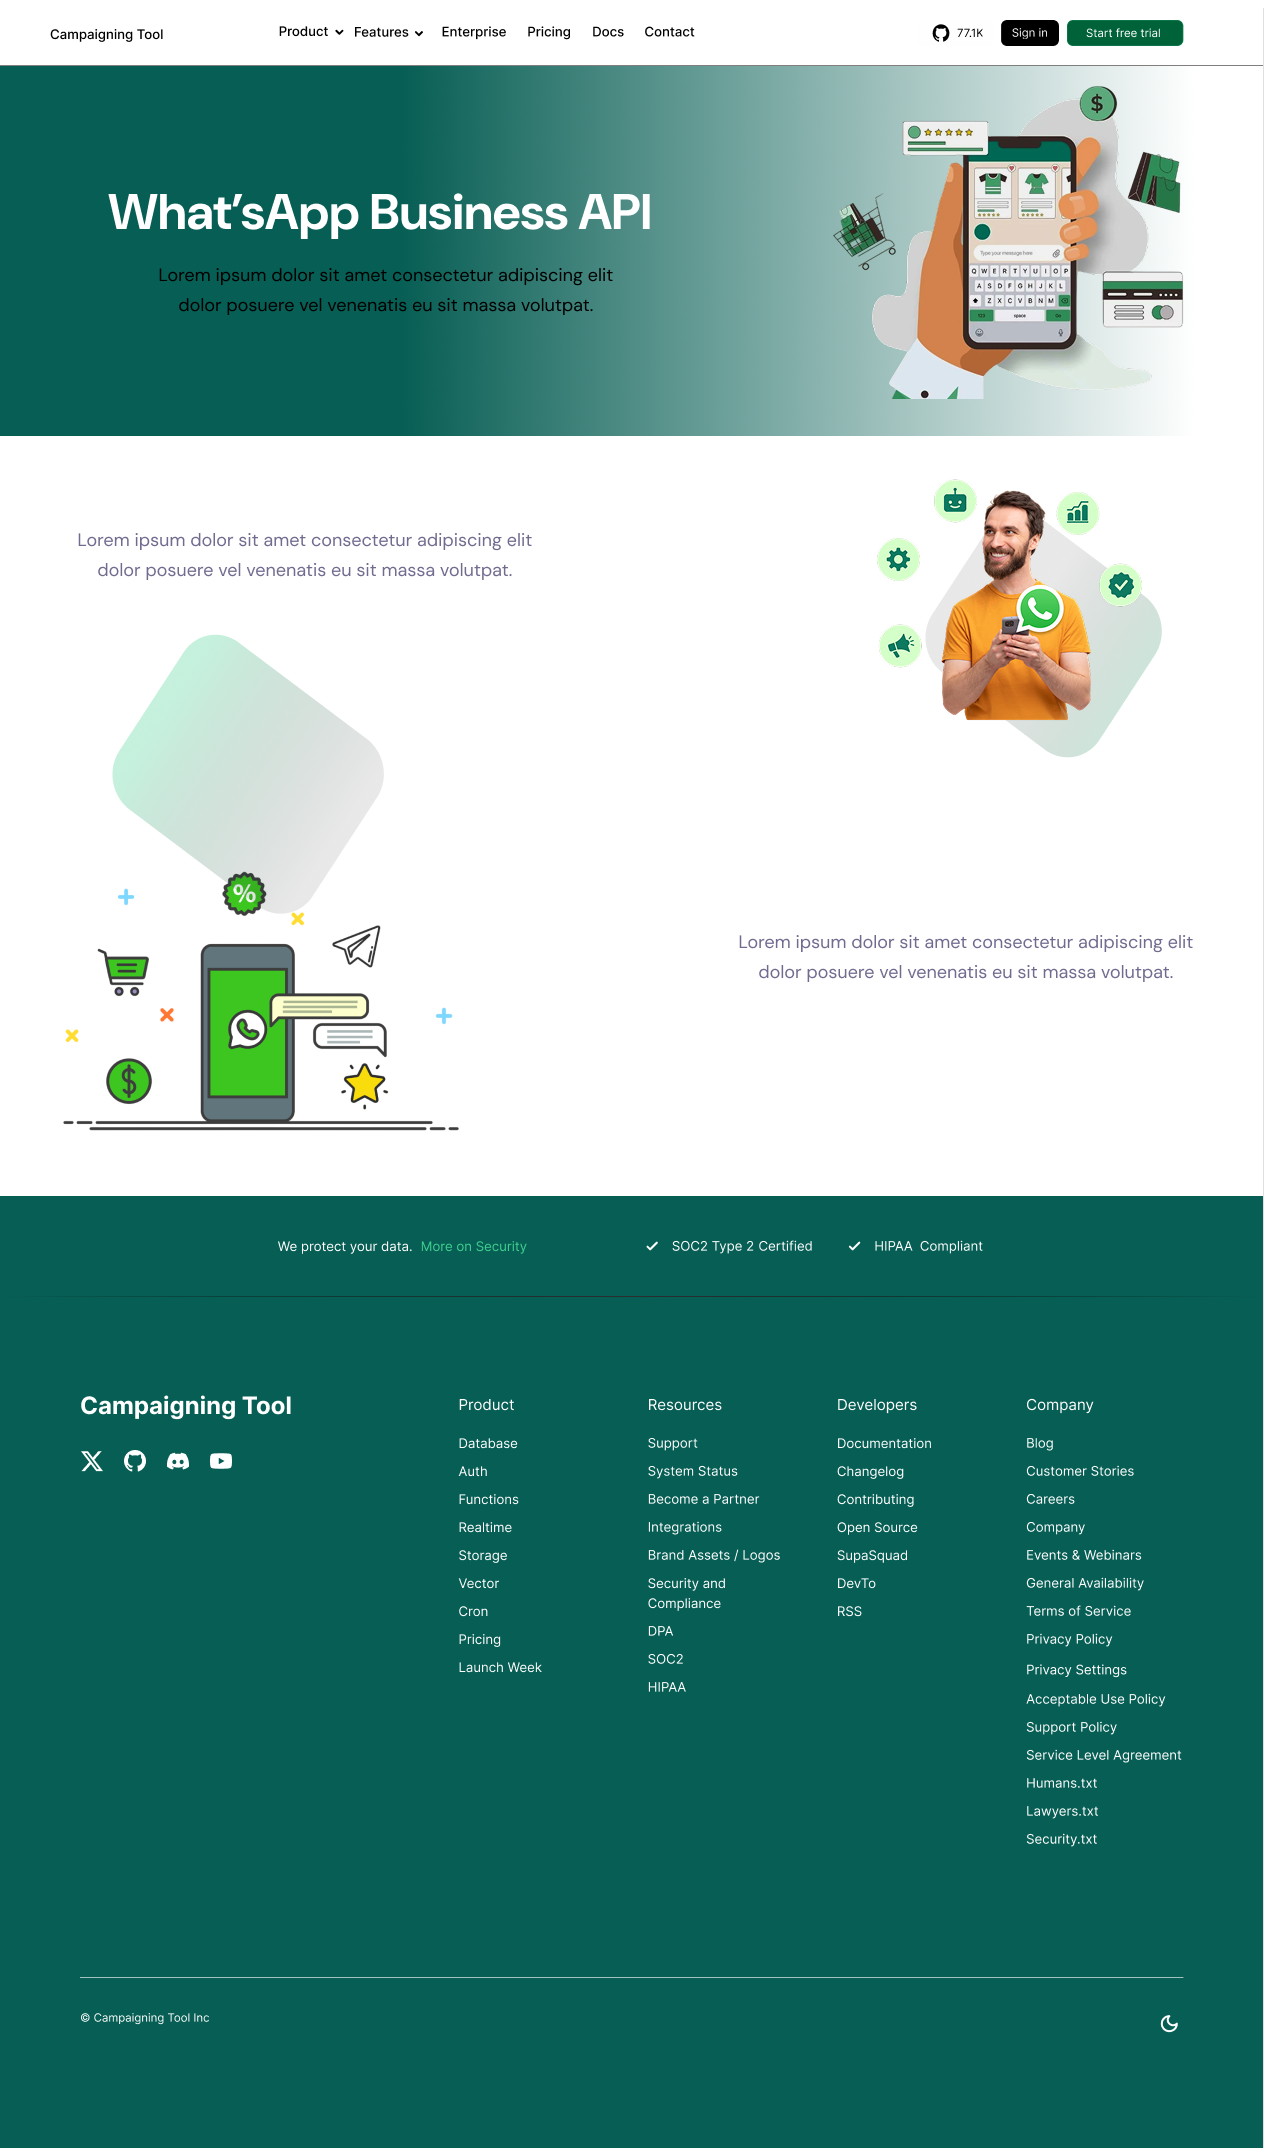 Campaigning Tool
Product Features Enterprise Pricing Docs Contact
77.1K Sign in Start free trial
$
What'sApp Business API
Lorem ipsum dolor sit amet consectetur adipiscing elit
dolor posuere vel venenatis eu sit massa volutpat.
Type your message free
Q W E R T Y U I O P
A S D F G H J K L
Z X C V B N M
space
Lorem ipsum dolor sit amet consectetur adipiscing elit
dolor posuere vel venenatis eu sit massa volutpat.
%
Lorem ipsum dolor sit amet consectetur adipiscing elit
dolor posuere vel venenatis eu sit massa volutpat.
$
We protect your data. More on Security
SOC2 Type 2 Certified
HIPAA Compliant
Campaigning Tool
Product
Database
Auth
Functions
Realtime
Storage
Vector
Cron
Pricing
Launch Week
Resources
Support
System Status
Become a Partner
Integrations
Brand Assets / Logos
Security and
Compliance
DPA
SOC2
HIPAA
Developers
Documentation
Changelog
Contributing
Open Source
SupaSquad
DevTo
RSS
Company
Blog
Customer Stories
Careers
Company
Events & Webinars
General Availability
Terms of Service
Privacy Policy
Privacy Settings
Acceptable Use Policy
Support Policy
Service Level Agreement
Humans.txt
Lawyers.txt
Security.txt
© Campaigning Tool Inc